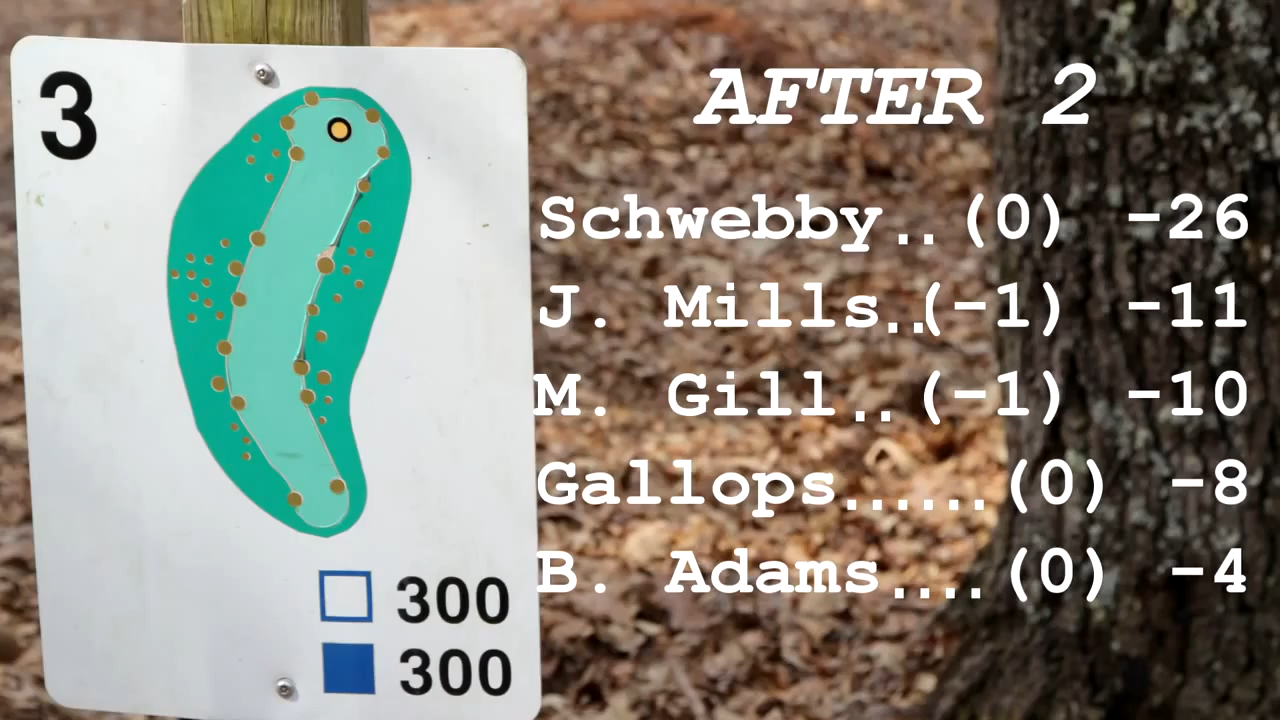 3
300
300
AFTER 2
Schwebby..(0) -26
J. Mills..(-1) -11
M. Gill..(-1) -10
Gallops......(0) -8
B. Adams....(0) -4